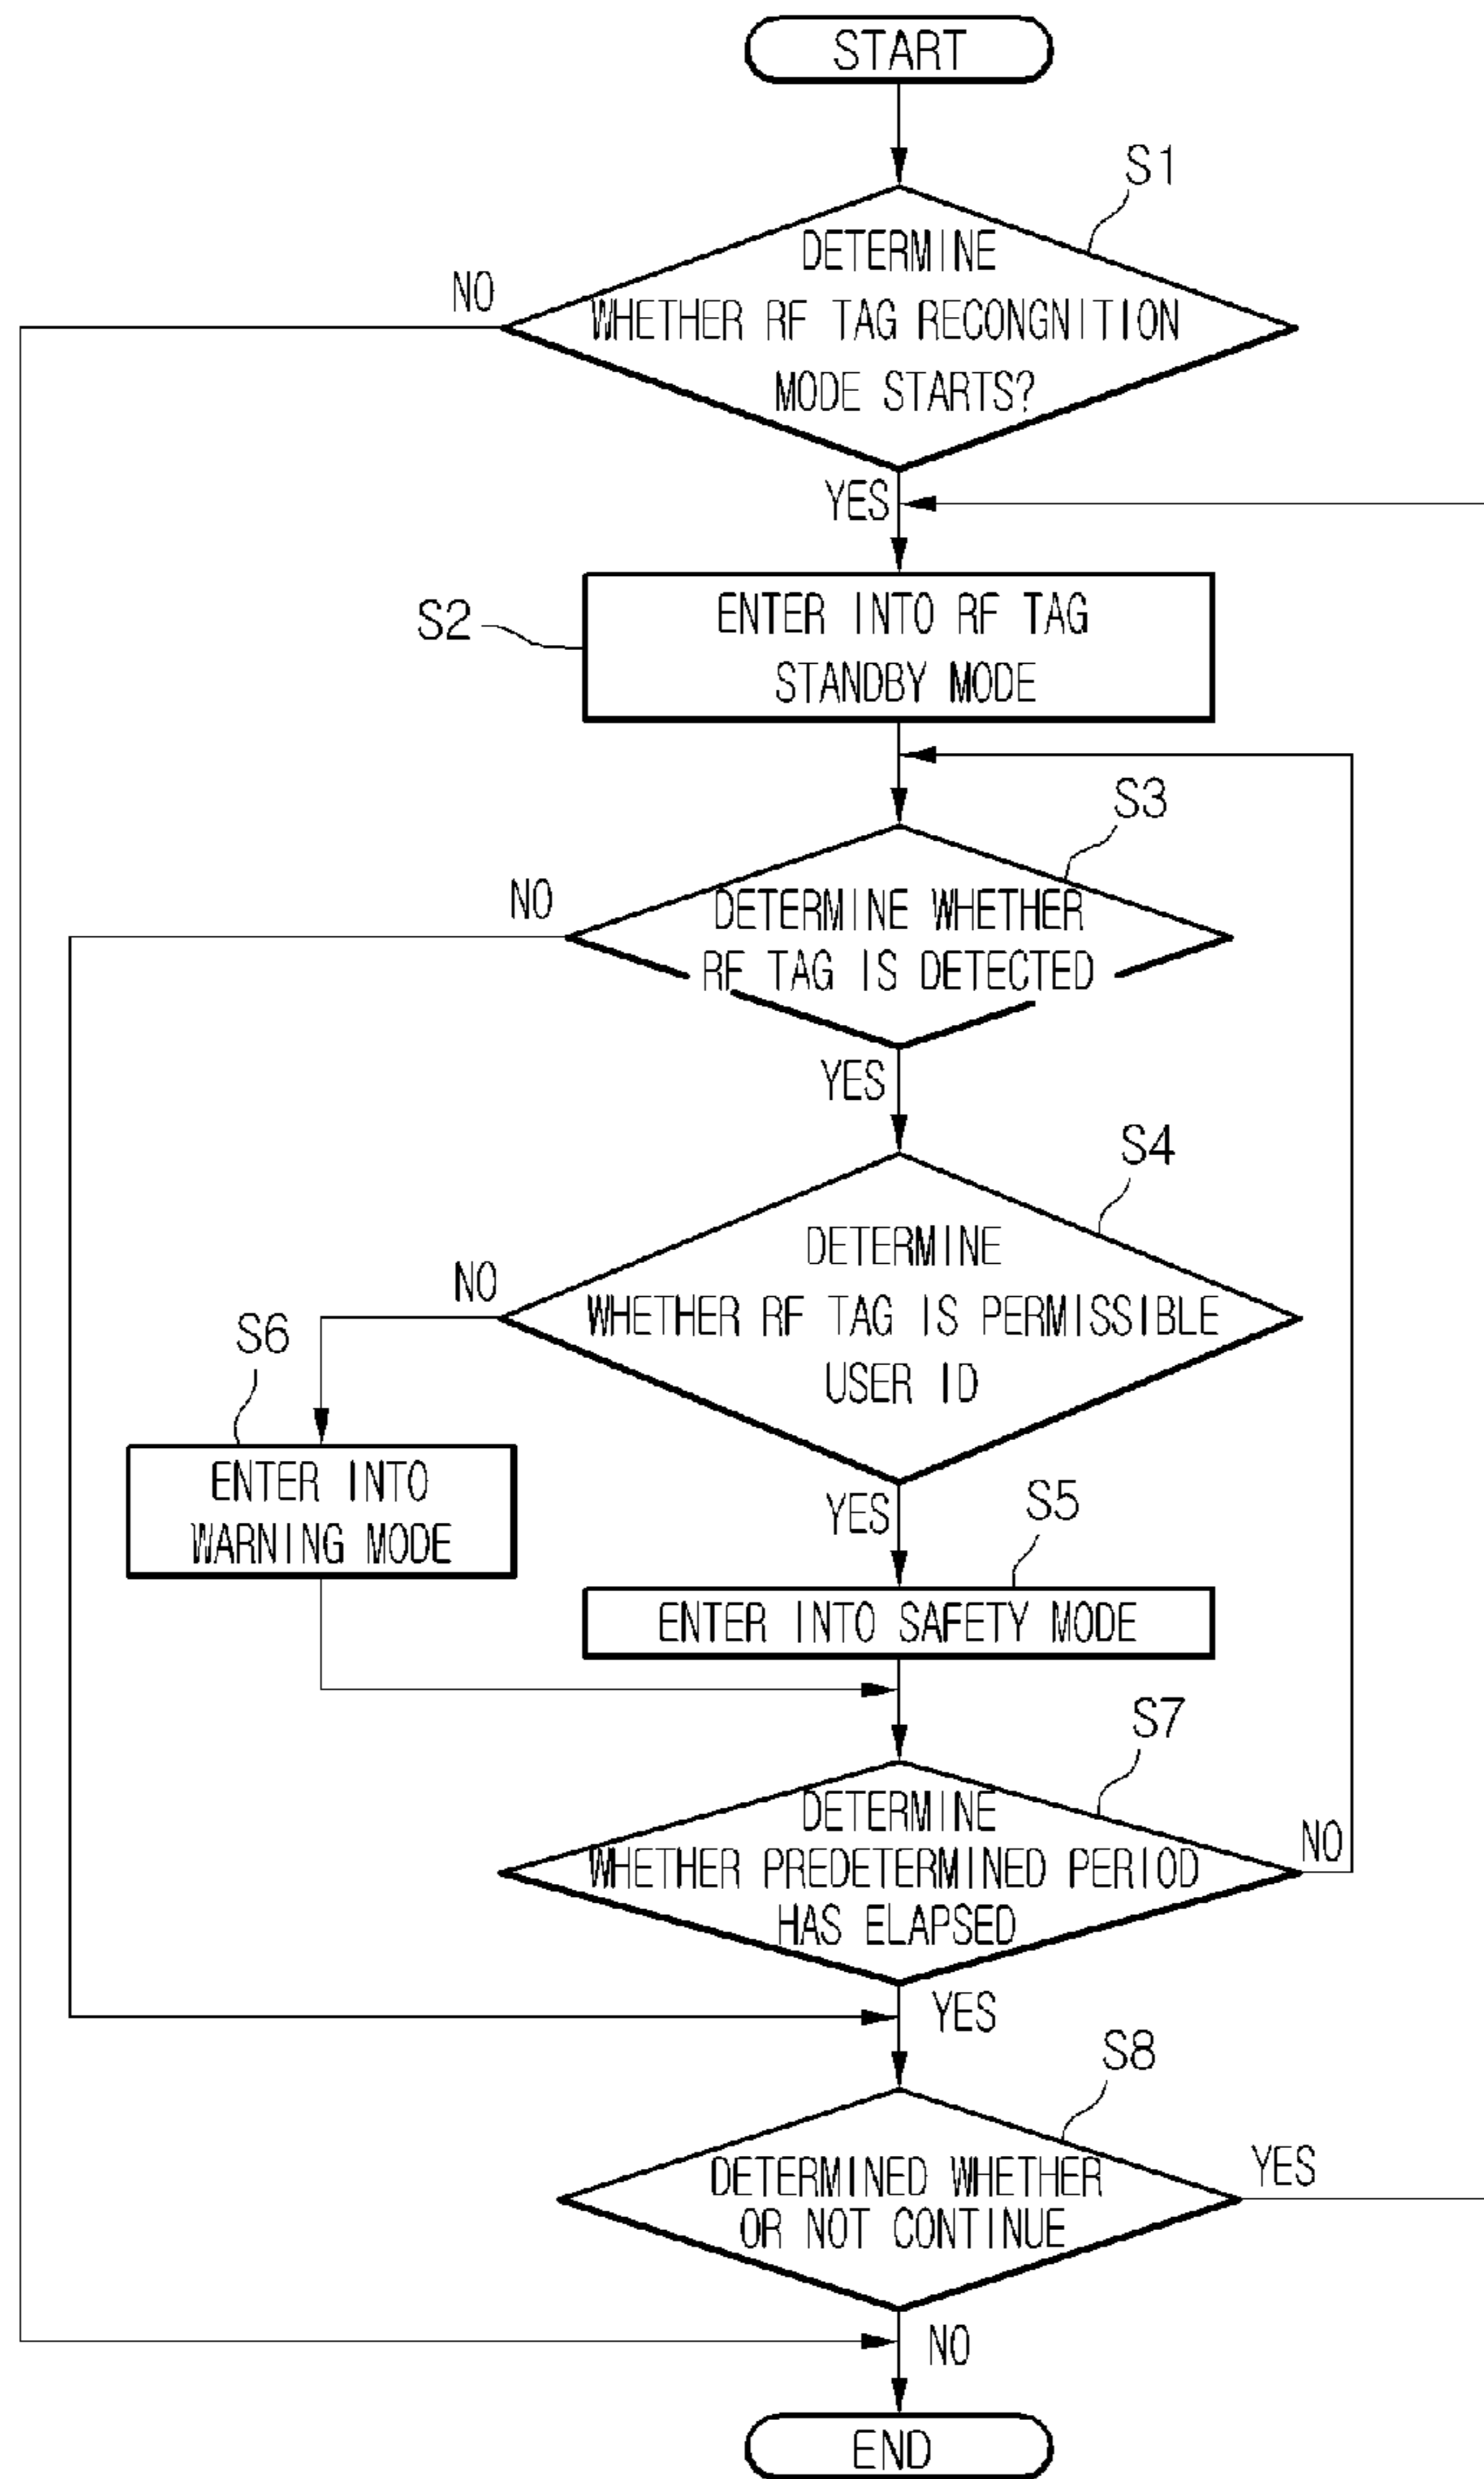 START
S1
DETERMINE
WHETHER RF TAG RECONGNITION
MODE STARTS?
NO
YES
S2
ENTER INTO RF TAG
STANDBY MODE
S3
NO
DETERMINE WHETHER
RF TAG IS DETECTED
YES
S4
DETERMINE
WHETHER RF TAG IS PERMISSIBLE
USER ID
NO
S6
ENTER INTO
WARNING MODE
YES
S5
ENTER INTO SAFETY MODE
S7
DETERMINE
WHETHER PREDETERMINED PERIOD
HAS ELAPSED
NO
YES
S8
DETERMINED WHETHER
OR NOT CONTINUE
YES
NO
END